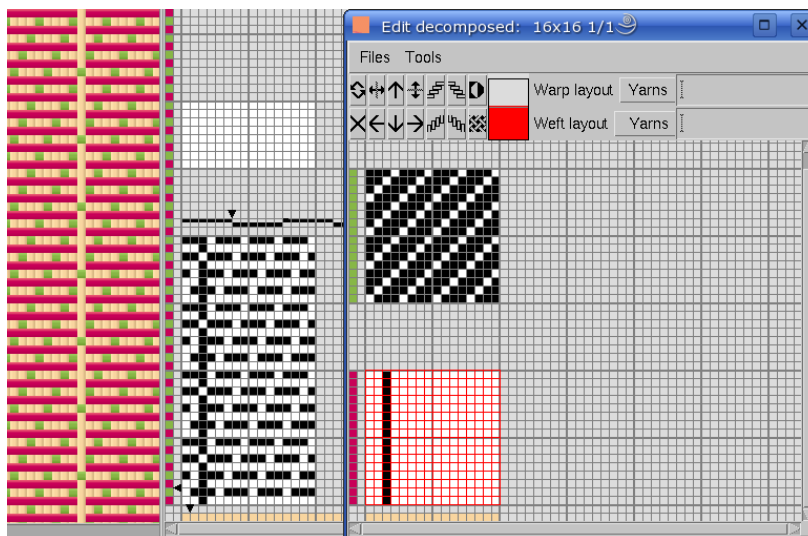 Edit decomposed: 16x16 1/1
Files Tools
Warp layout Yarns
Weft layout Yarns